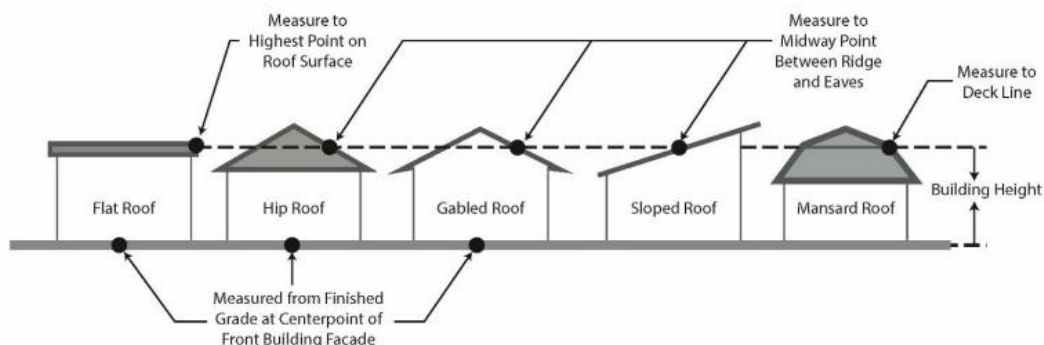 Measure to
Highest Point on
Roof Surface
Measure to
Midway Point
Between Ridge
and Eaves
Measure to
Deck Line
Flat Roof
Hip Roof
Gabled Roof
Sloped Roof
Mansard Roof
Building Height
Measured from Finished
Grade at Centerpoint of
Front Building Facade